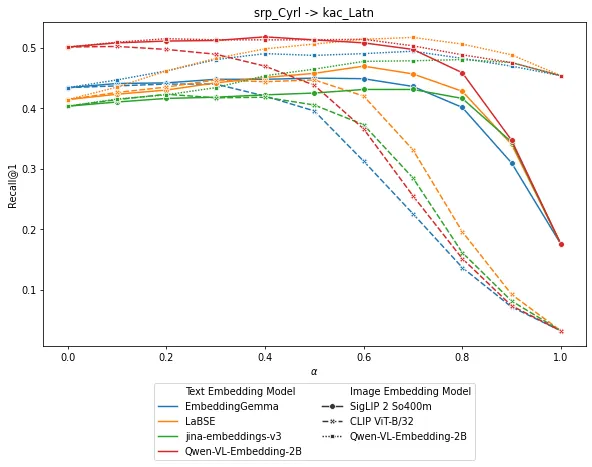 srp_Cyrl -> kac_Latn
Recall@1
0.5
0.4
0.3
0.2
0.1
0.0 0.2 0.4 0.6 0.8 1.0
α
Text Embedding Model Image Embedding Model
EmbeddingGemma SigLIP 2 So400m
LaBSE CLIP ViT-B/32
jina-embeddings-v3 Qwen-VL-Embedding-2B
Qwen-VL-Embedding-2B